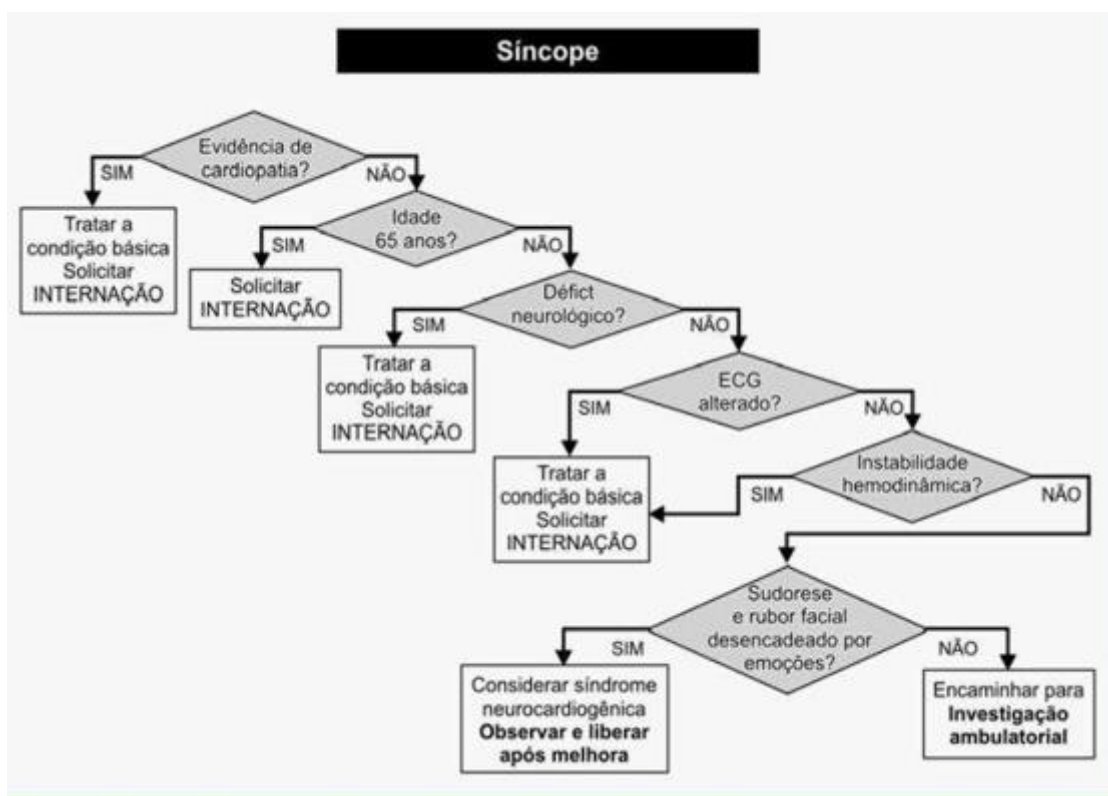 Síncope
Evidência de
cardiopatia?
SIM
NÃO
Tratar a
condição básica
Solicitar
INTERNAÇÃO
Idade
65 anos?
SIM
NÃO
Solicitar
INTERNAÇÃO
Défict
neurológico?
SIM
NÃO
Tratar a
condição básica
Solicitar
INTERNAÇÃO
ECG
alterado?
SIM
NÃO
Tratar a
condição básica
Solicitar
INTERNAÇÃO
Instabilidade
hemodinâmica?
SIM
NÃO
Sudorese
e rubor facial
desencadeado por
emoções?
SIM
NÃO
Considerar síndrome
neurocardiogênica
Observar e liberar
após melhora
Encaminhar para
Investigação
ambulatorial